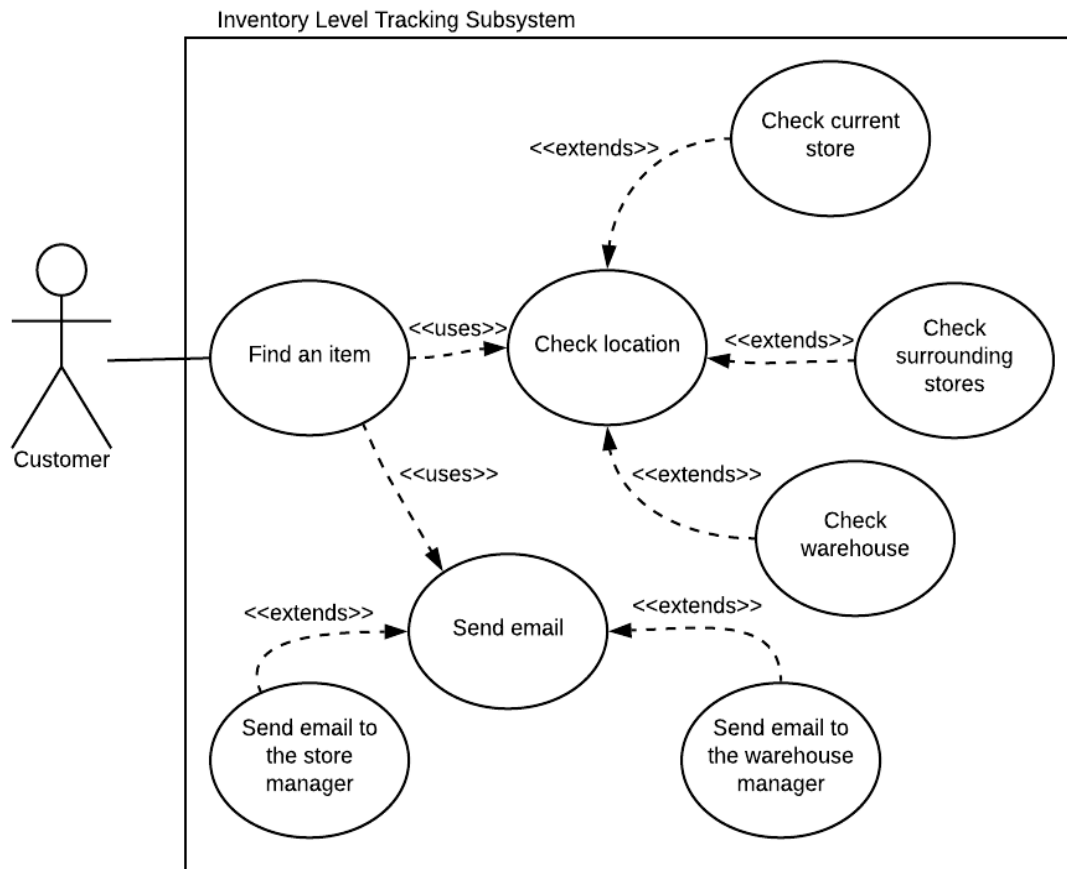 Inventory Level Tracking Subsystem
Check current
store
<<extends>>
<<uses>>
Find an item
Check location
<<extends>>
Check
surrounding
stores
Customer
<<uses>>
<<extends>>
Check
warehouse
<<extends>>
Send email
<<extends>>
Send email to
the store
manager
Send email to
the warehouse
manager